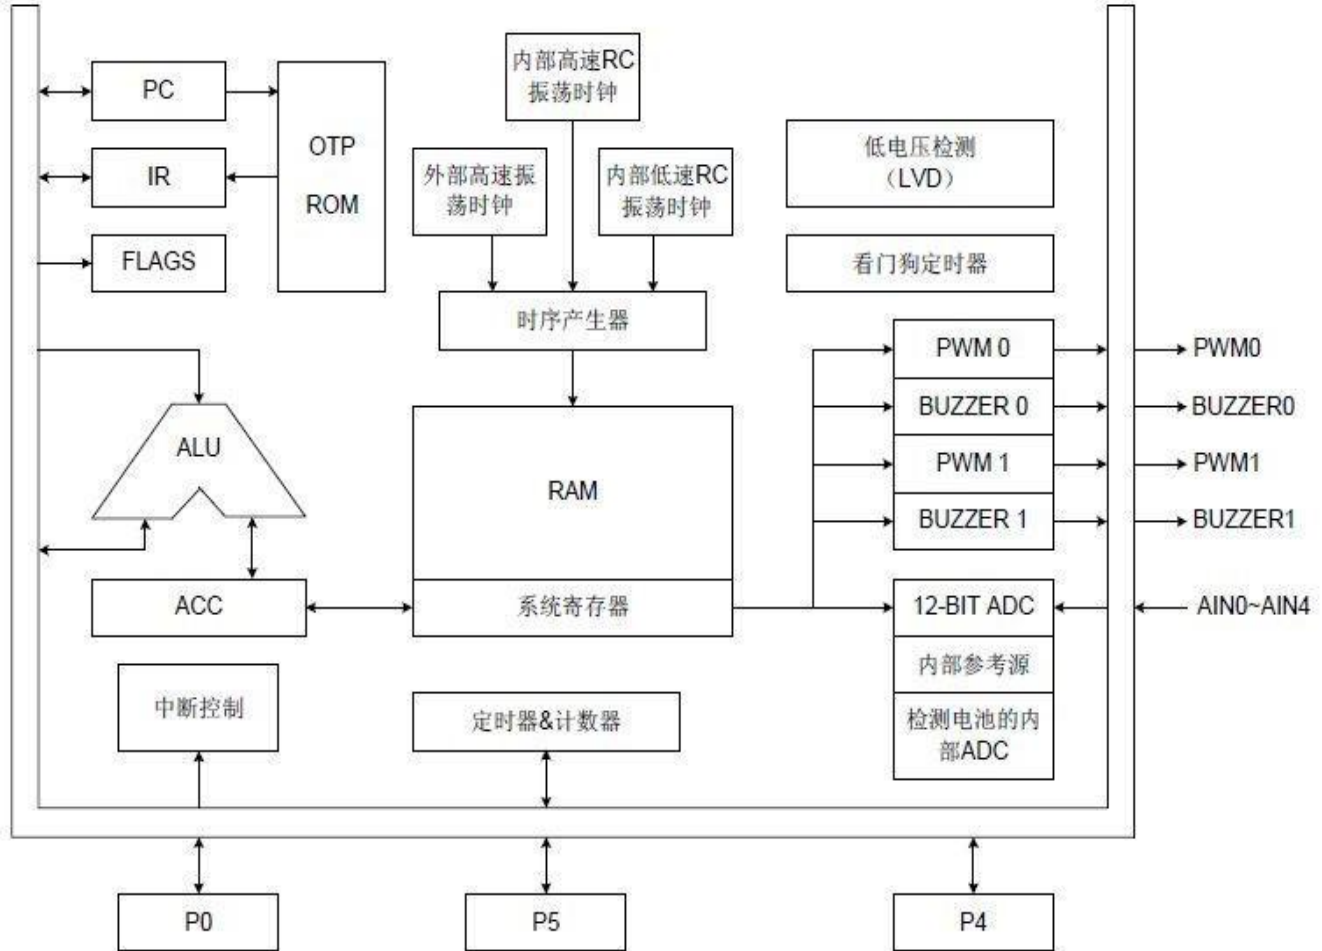 内部高速RC
振荡时钟
PC
OTP
ROM
低电压检测
（LVD）
外部高速振
荡时钟
内部低速RC
振荡时钟
IR
FLAGS
看门狗定时器
时序产生器
PWM 0
PWM0
BUZZER 0
BUZZER0
ALU
PWM 1
PWM1
RAM
BUZZER 1
BUZZER1
ACC
系统寄存器
12-BIT ADC
AIN0~AIN4
内部参考源
中断控制
定时器&计数器
检测电池的内
部ADC
P0
P5
P4